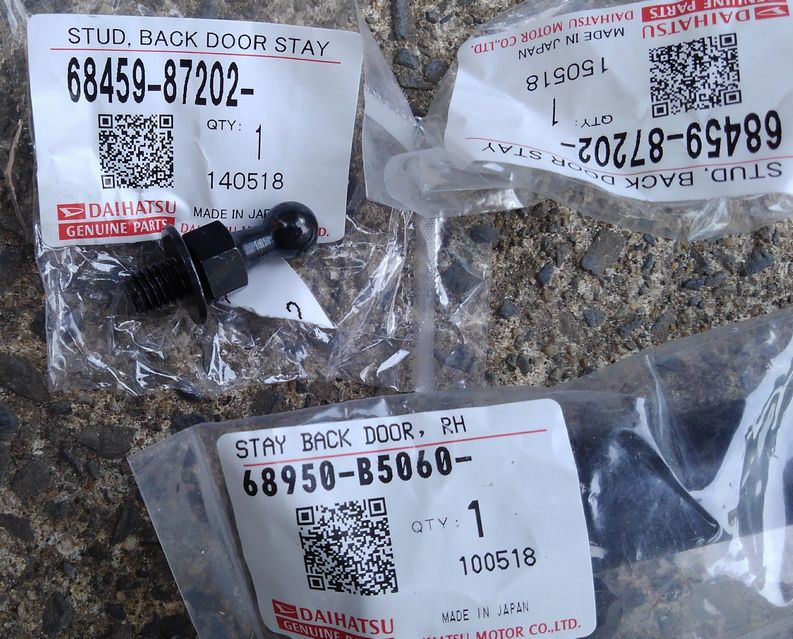 STUD, BACK DOOR STAY
68459-87202-
QTY: 1
140518
DAIHATSU
GENUINE PARTS
MADE IN
STUD, BACK DOOR STAY
68459-87202-
QTY: 1
150518
DAIHATSU
PARTS
MADE IN JAPAN
DAIHATSU MOTOR CO.,LTD.
STAY BACK DOOR, RH
68950-B5060-
QTY: 1
100518
DAIHATSU
GENUINE PARTS
MADE IN JAPAN
DAIHATSU MOTOR CO.,LTD.